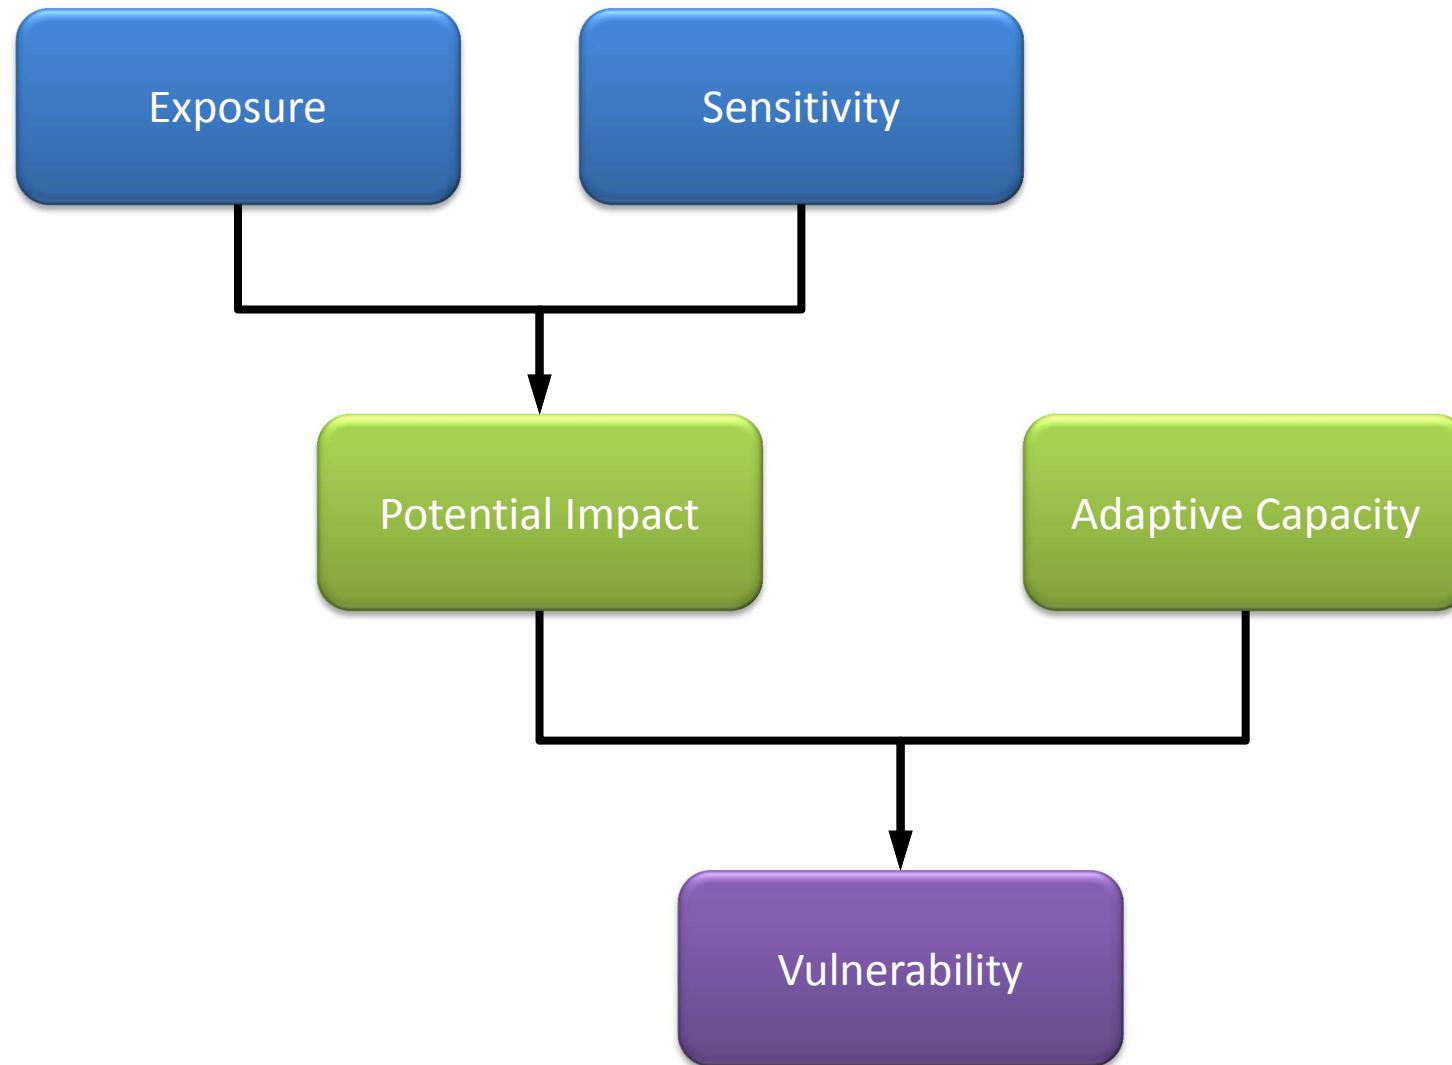 Exposure
Sensitivity
Potential Impact
Adaptive Capacity
Vulnerability